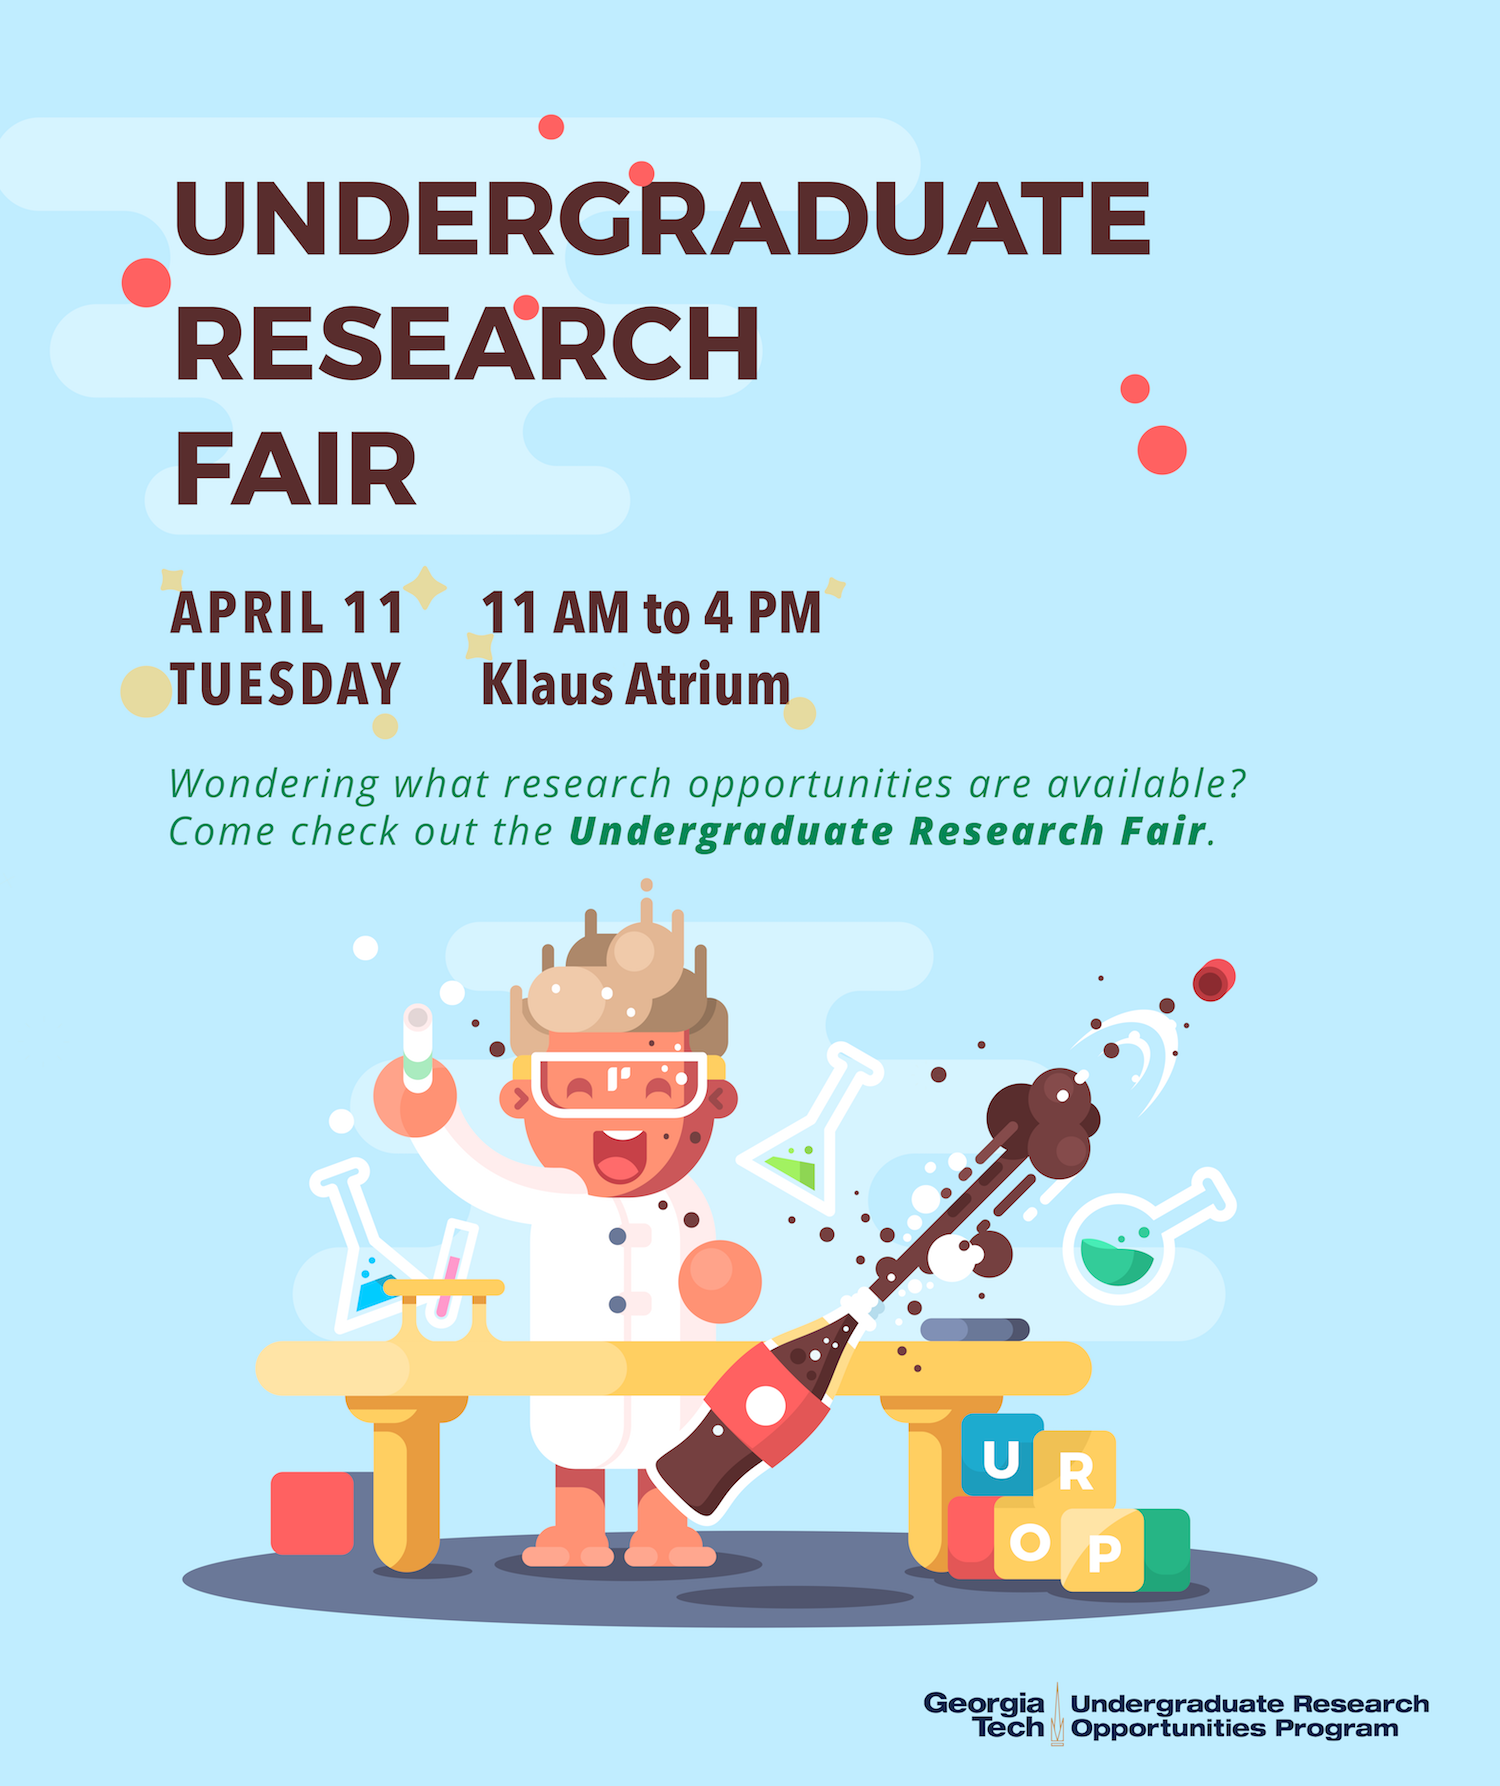 UNDERGRADUATE
RESEARCH
FAIR
APRIL 11
TUESDAY
11 AM to 4 PM
Klaus Atrium
Wondering what research opportunities are available?
Come check out the Undergraduate Research Fair.
U R
O P
Georgia
Tech
Undergraduate Research
Opportunities Program